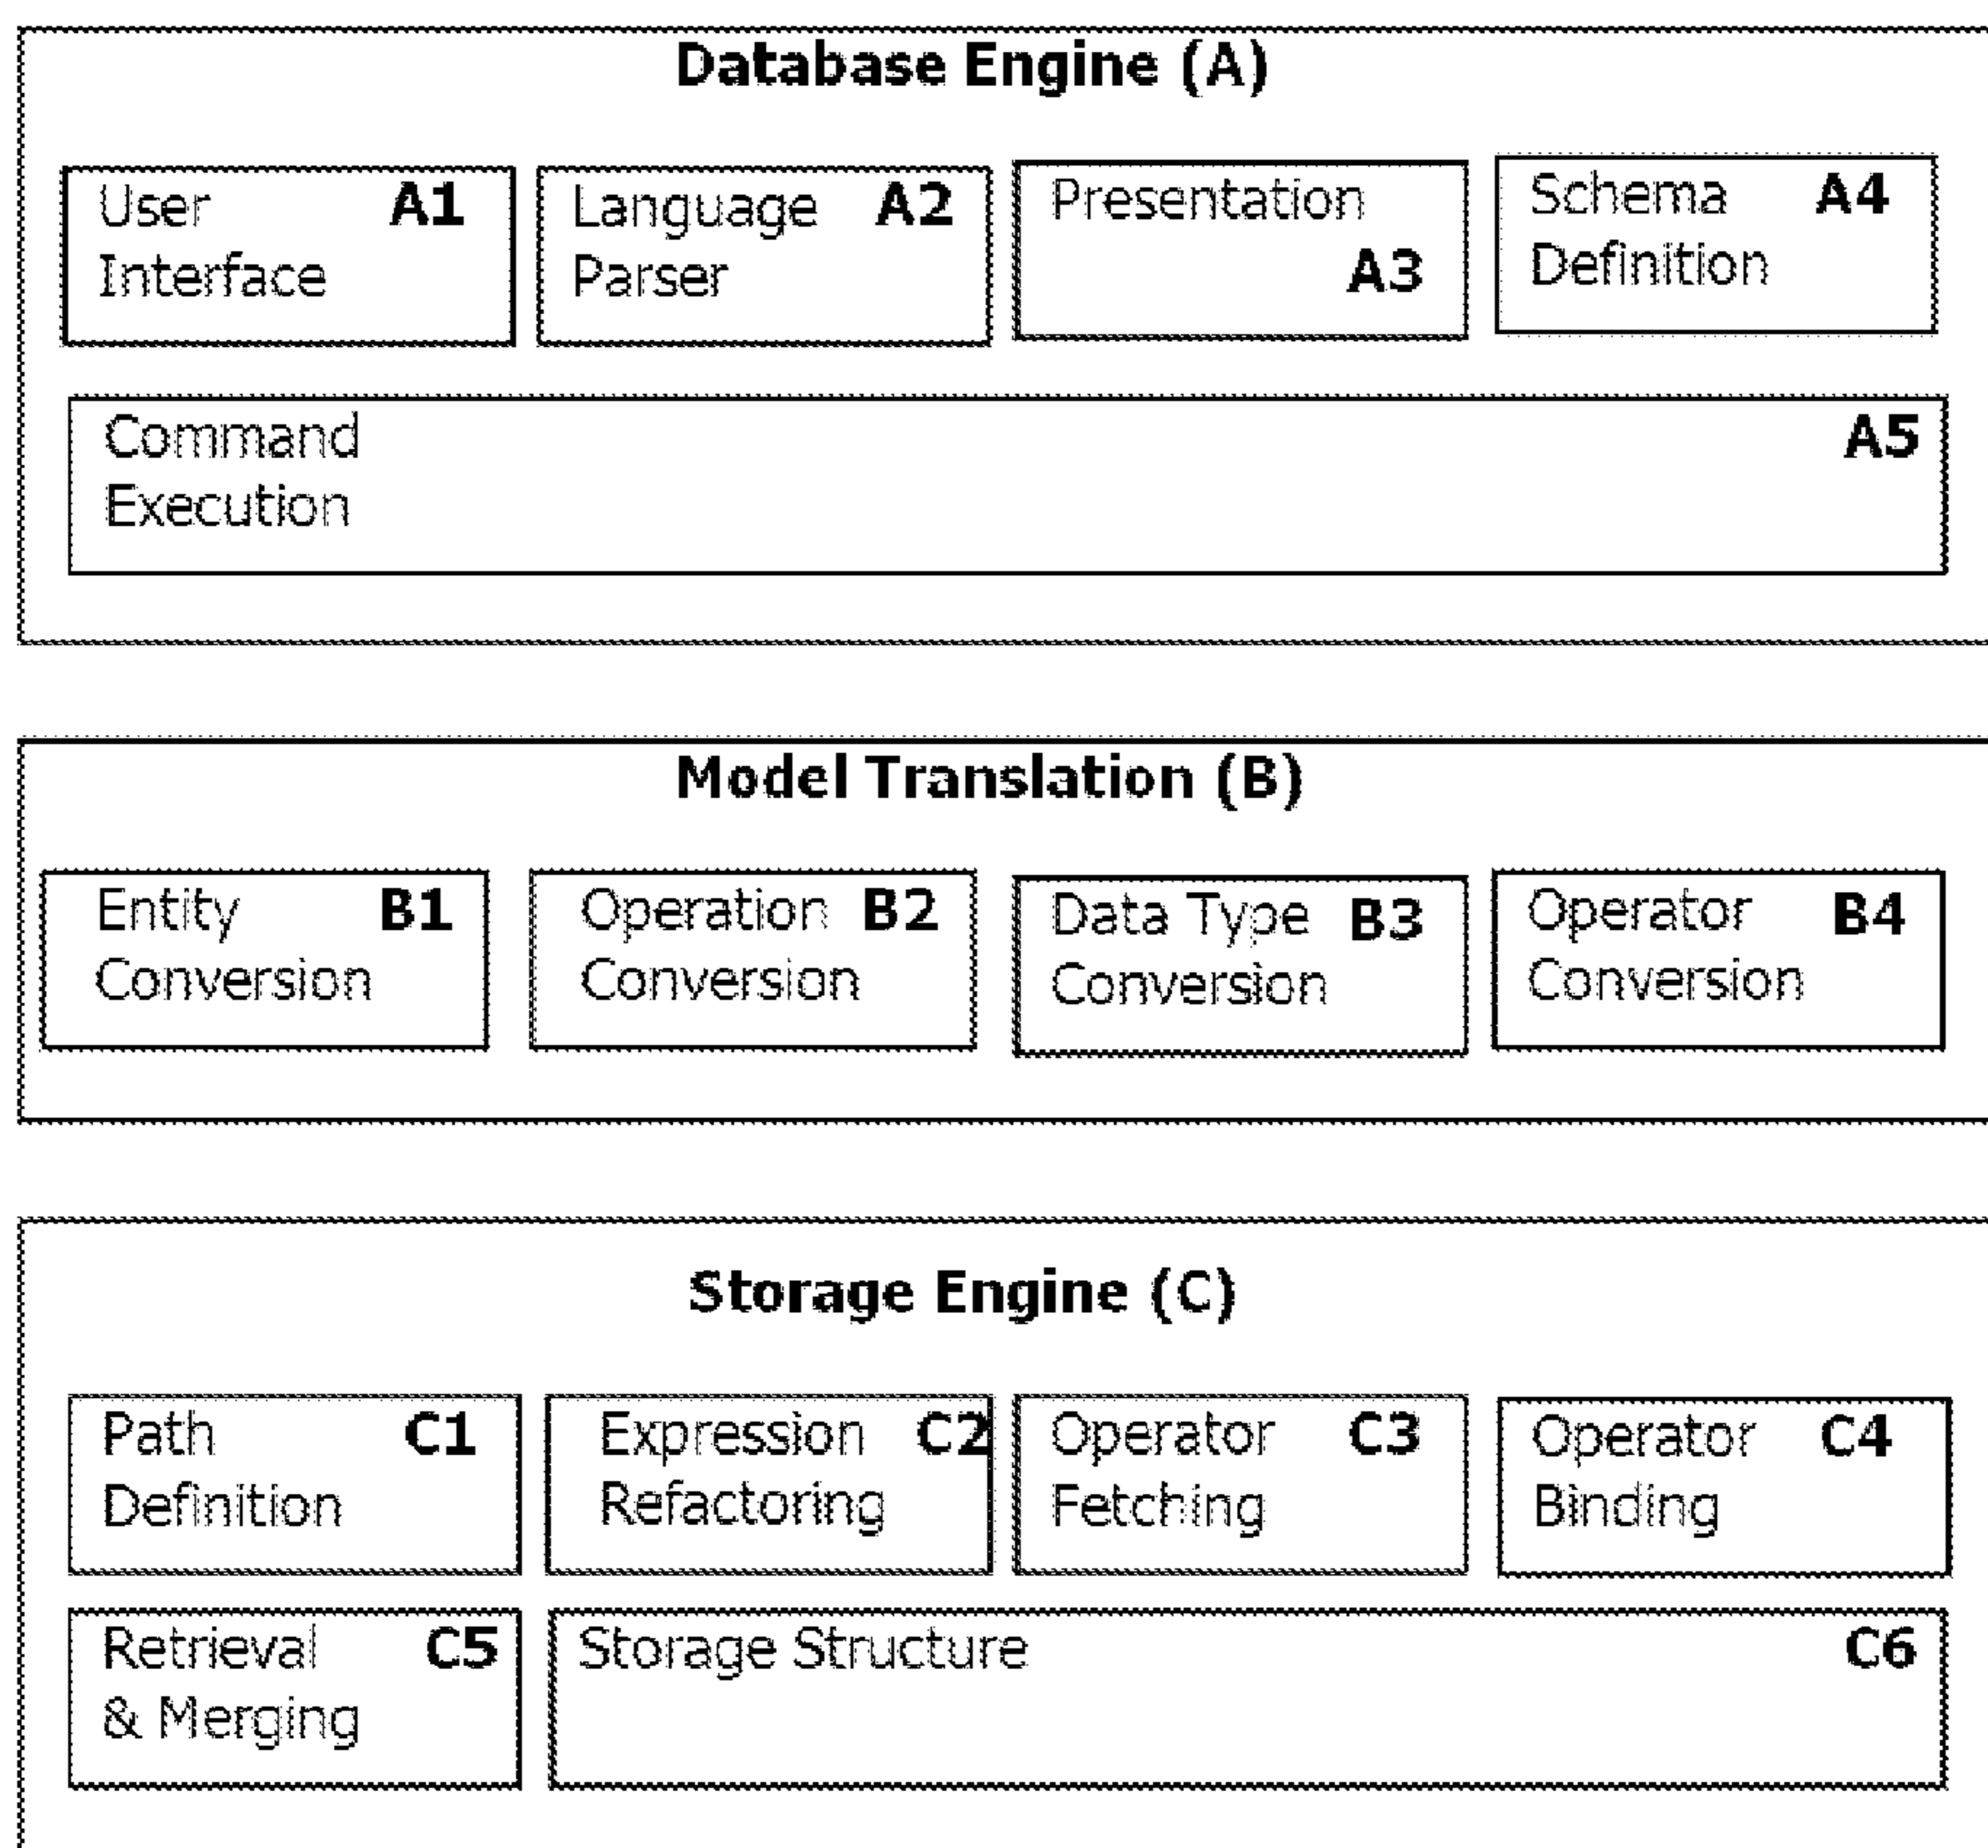 Database Engine (A)
User A1
Interface
Language A2
Parser
Presentation
A3
Schema A4
Definition
Command A5
Execution
Model Translation (B)
Entity B1
Conversion
Operation B2
Conversion
Data Type B3
Conversion
Operator B4
Conversion
Storage Engine (C)
Path C1
Definition
Expression C2
Refactoring
Operator C3
Fetching
Operator C4
Binding
Retrieval C5
& Merging
Storage Structure C6